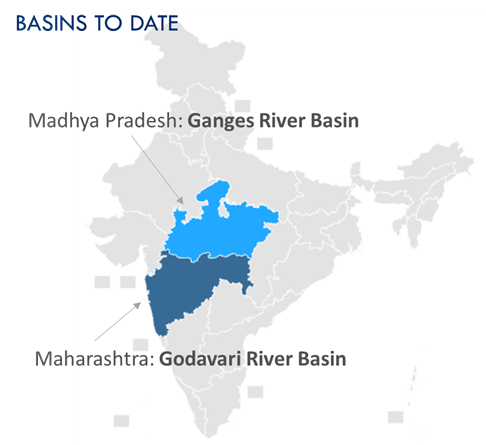 BASINS TO DATE
Madhya Pradesh: Ganges River Basin
Maharashtra: Godavari River Basin